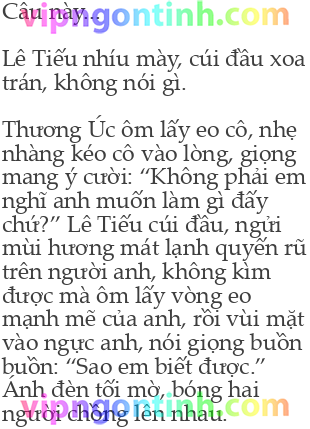 Câu này...
vipngontinh.com
Lê Tiếu nhíu mày, cúi đầu xoa
trán, không nói gì.
Thương Úc ôm lấy eo cô, nhẹ
nhàng kéo cô vào lòng, giọng
mang ý cười: “Không phải em
nghĩ anh muốn làm gì đấy
chứ?” Lê Tiếu cúi đầu, ngửi
mùi hương mát lạnh quyến rũ
trên người anh, không kìm
được mà ôm lấy vòng eo
mạnh mẽ của anh, rồi vùi mặt
vào ngực anh, nói giọng buồn
buồn: “Sao em biết được.”
Ánh đèn tối mờ, bóng hai
người chồng lên nhau.
vipngontinh.com